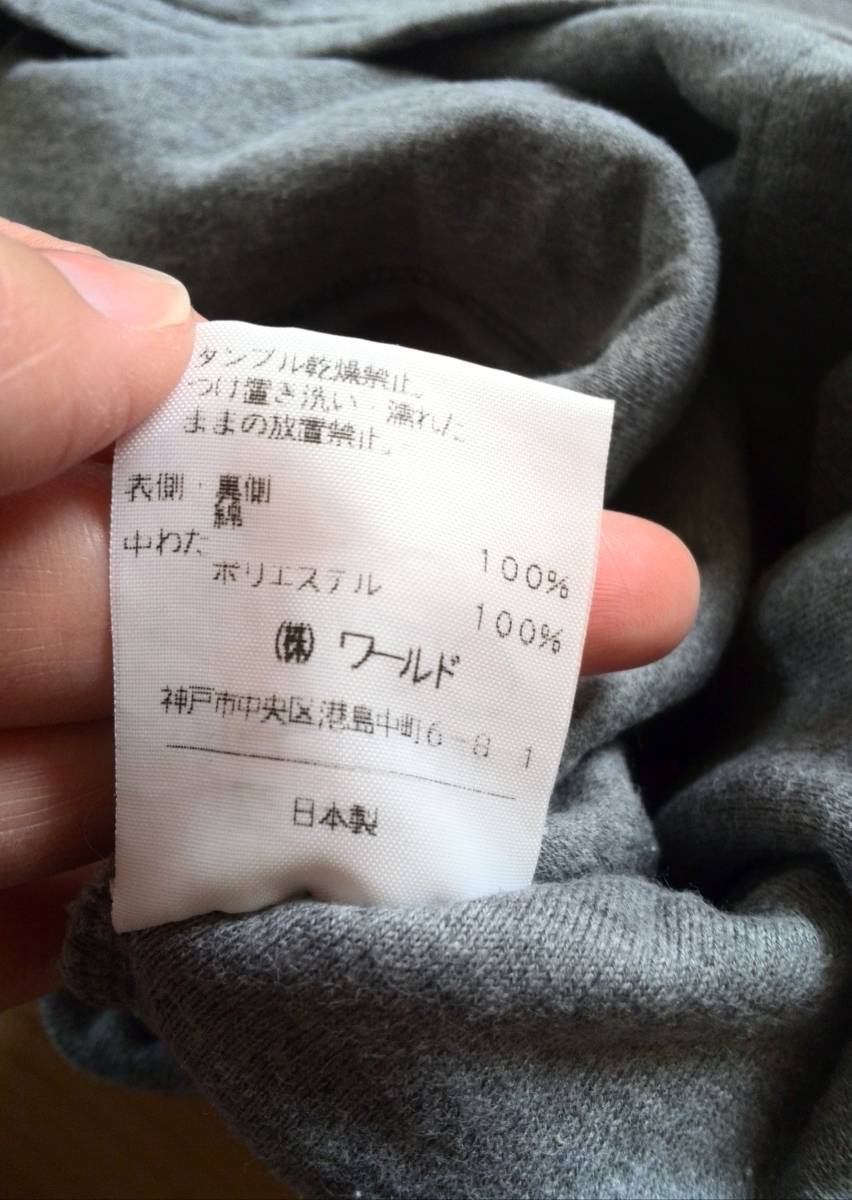 タンブル乾燥禁止。
つけ置き洗い・濡れた
ままの放置禁止。
表側・裏側
綿 100%
中わた
ポリエステル 100%
㈱ ワールド
神戸市中央区港島中町6-8-1
日本製